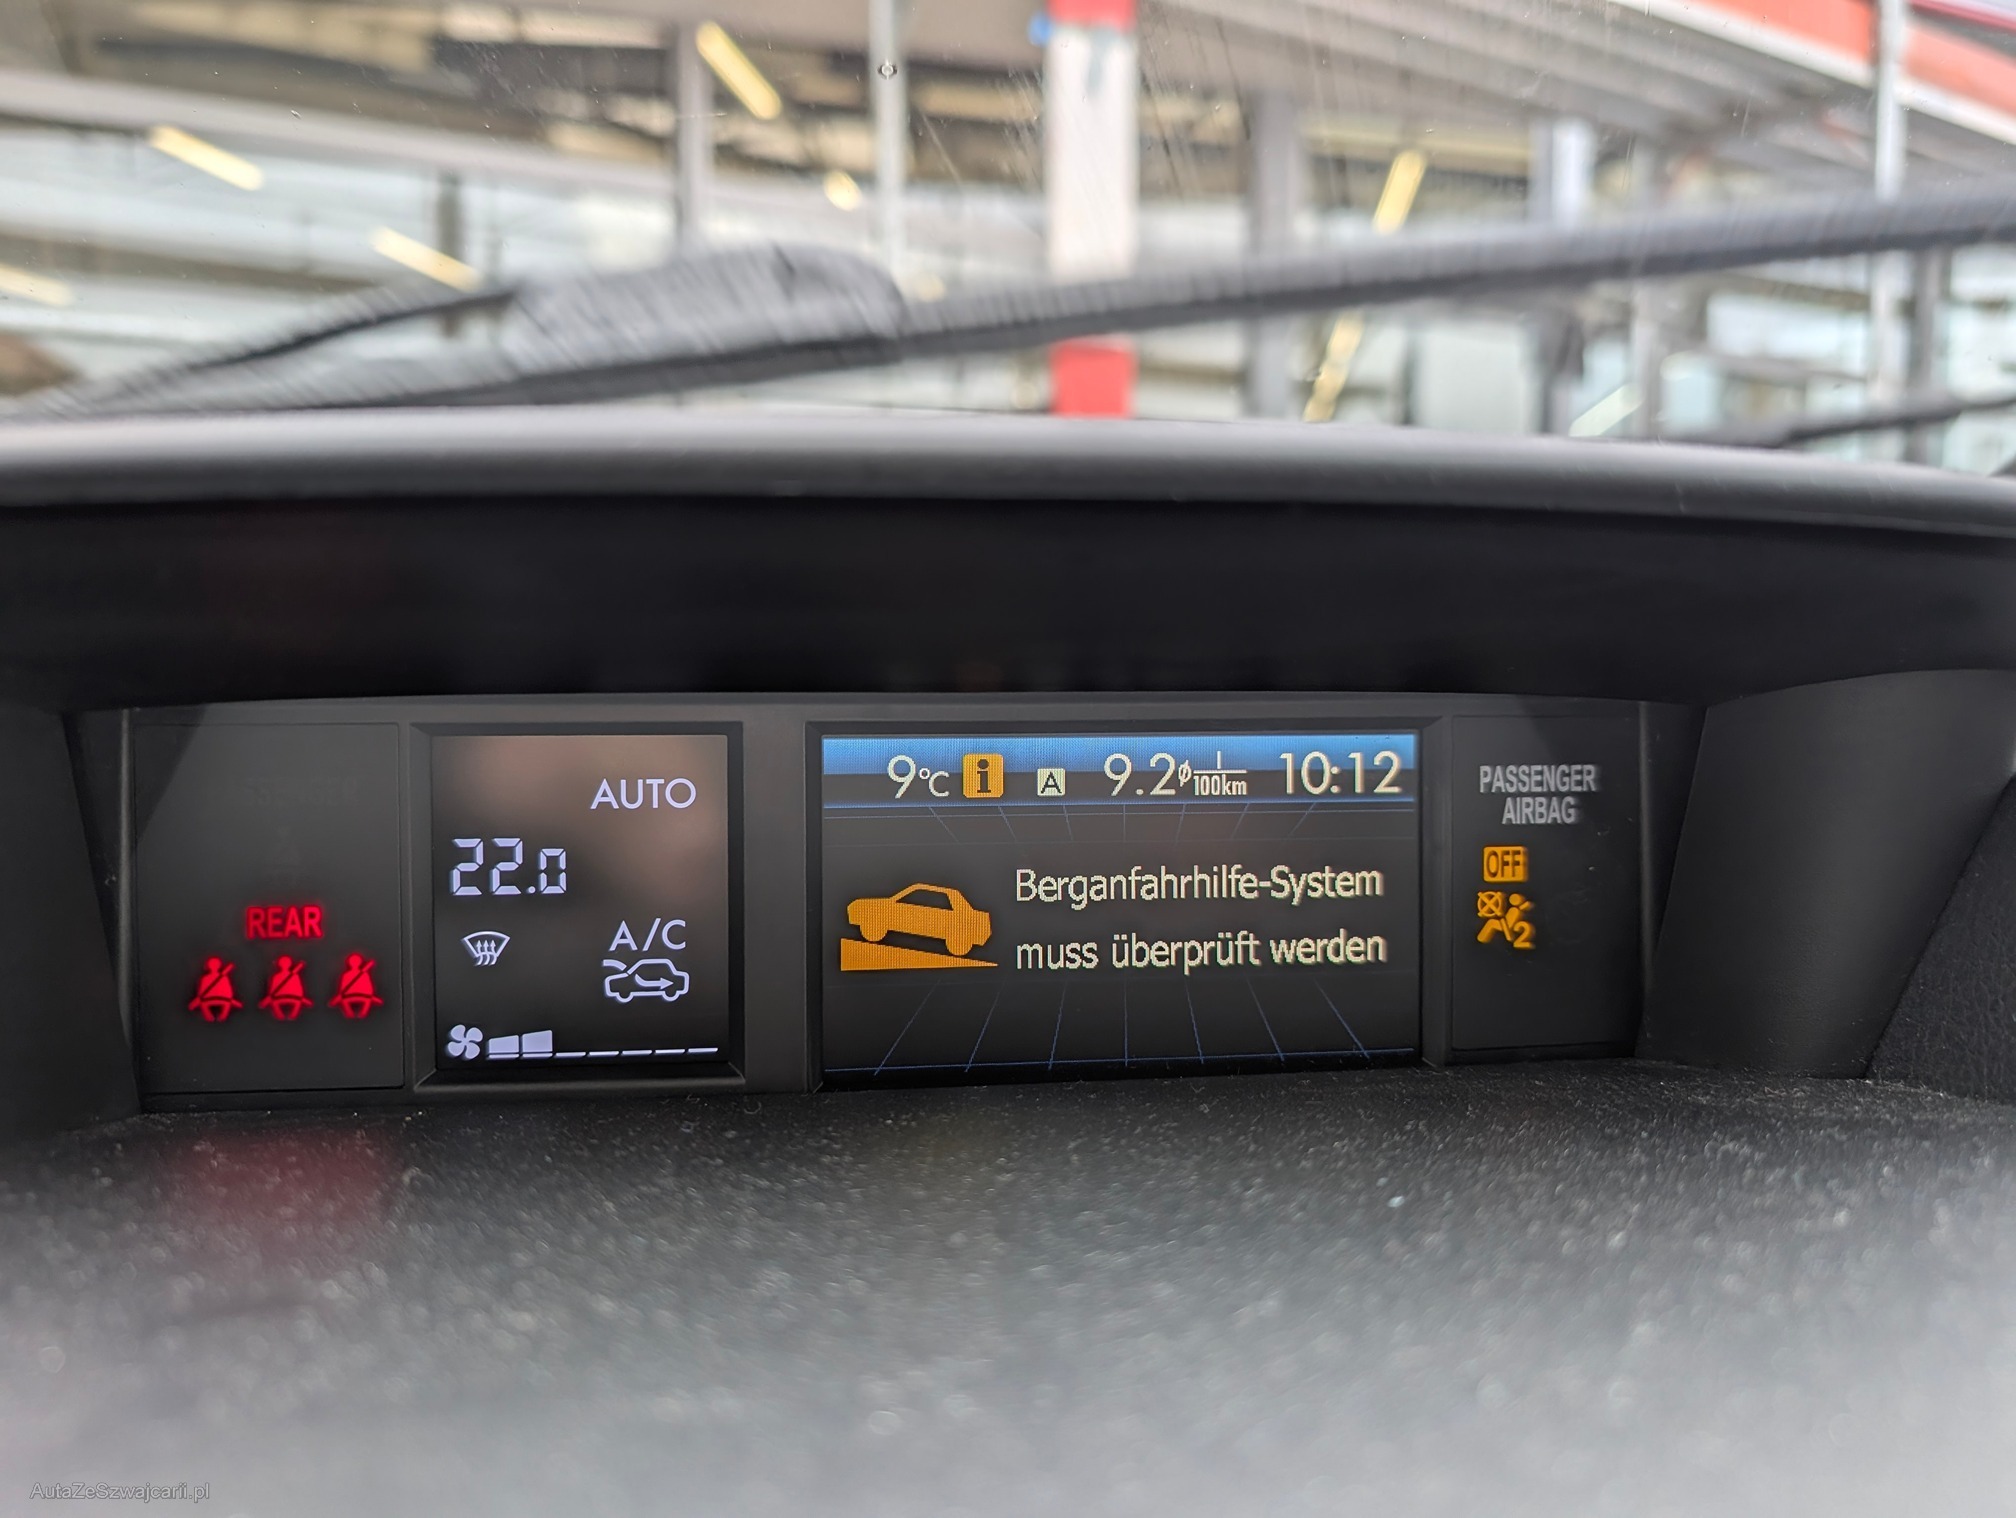 REAR
AUTO
22.0
A/C
9°C i A 9.2 ø l/100km 10:12
Berganfahrhilfe-System
muss überprüft werden
PASSENGER
AIRBAG
OFF
2
AutaZeSzwajcarii.pl